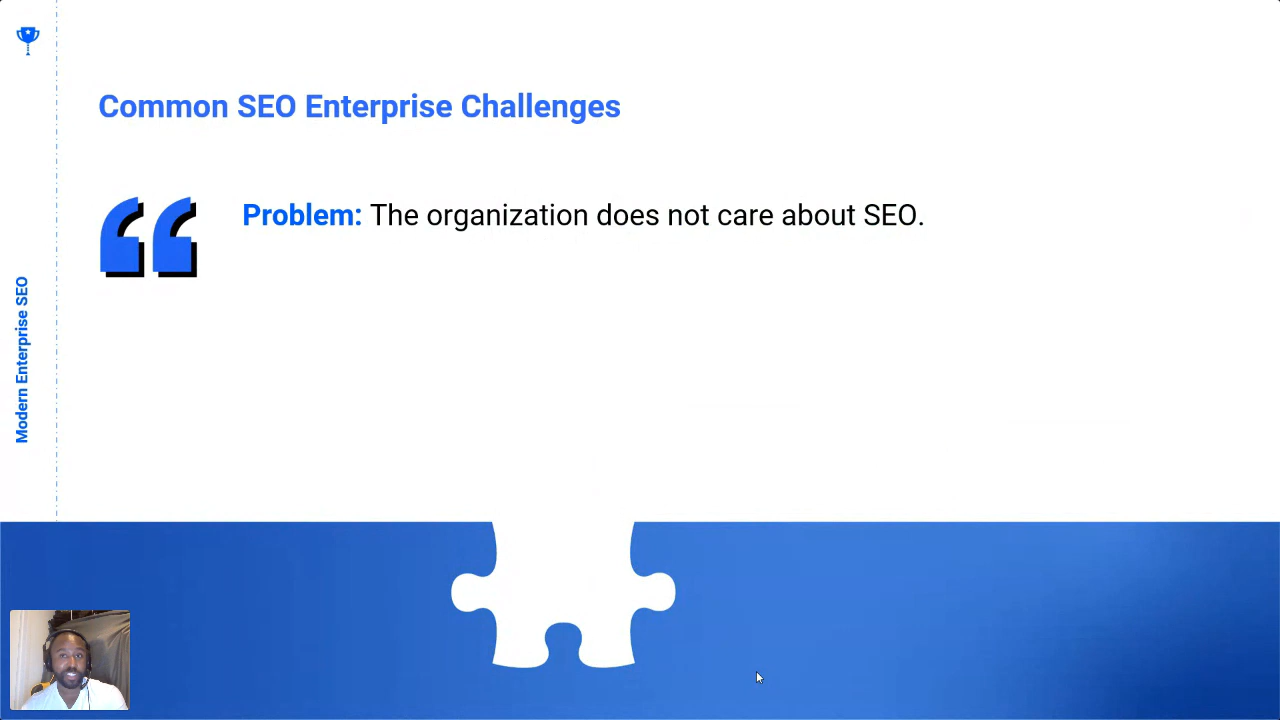 Common SEO Enterprise Challenges
Problem: The organization does not care about SEO.
Modern Enterprise SEO